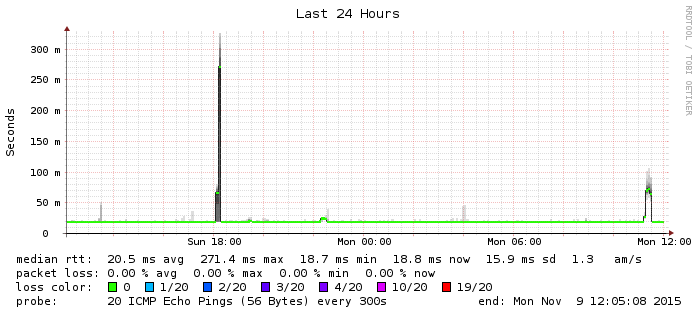 Last 24 Hours
RRDTOOL / TOBI OETIKER
Seconds
300 m
250 m
200 m
150 m
100 m
50 m
0
Sun 18:00 Mon 00:00 Mon 06:00 Mon 12:00
median rtt: 20.5 ms avg 271.4 ms max 18.7 ms min 18.8 ms now 15.9 ms sd 1.3 am/s
packet loss: 0.00 % avg 0.00 % max 0.00 % min 0.00 % now
loss color: 0 1/20 2/20 3/20 4/20 10/20 19/20
probe: 20 ICMP Echo Pings (56 Bytes) every 300s end: Mon Nov 9 12:05:08 2015